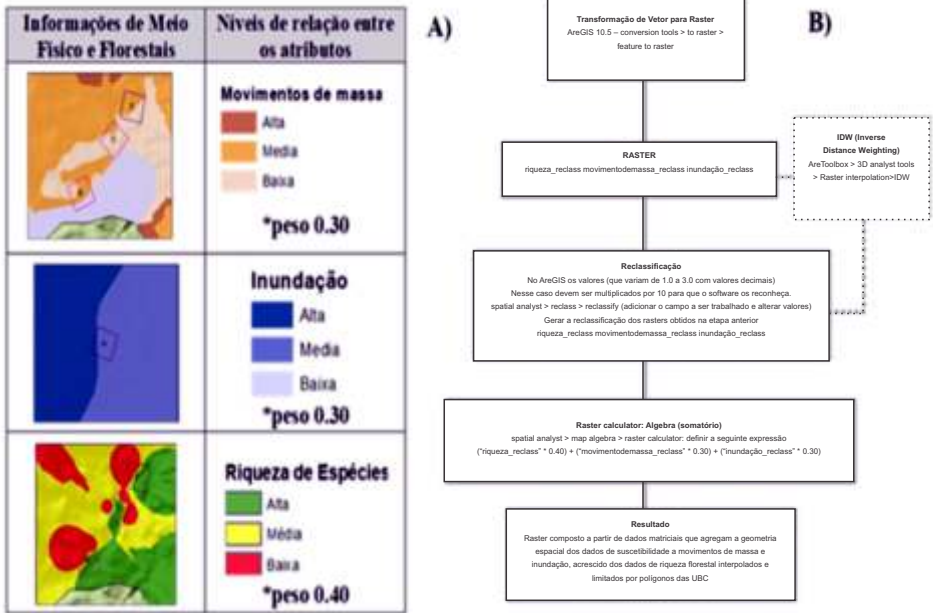 Informações de Meio
Físico e Florestais
Níveis de relação entre
os atributos
Movimentos de massa
Alta
Media
Baixa
*peso 0.30
Inundação
Alta
Media
Baixa
*peso 0.30
Riqueza de Espécies
Alta
Média
Baixa
*peso 0.40
A)
B)
Transformação de Vetor para Raster
AreGIS 10.5 – conversion tools > to raster >
feature to raster
RASTER
riqueza_reclass movimentodemassa_reclass inundação_reclass
IDW (Inverse
Distance Weighting)
AreToolbox > 3D analyst tools
> Raster interpolation>IDW
Reclassificação
No AreGIS os valores (que variam de 1.0 a 3.0 com valores decimais)
Nesse caso devem ser multiplicados por 10 para que o software os reconheça.
spatial analyst > reclass > reclassify (adicionar o campo a ser trabalhado e alterar valores)
Gerar a reclassificação dos rasters obtidos na etapa anterior
riqueza_reclass movimentodemassa_reclass inundação_reclass
Raster calculator: Algebra (somatório)
spatial analyst > map algebra > raster calculator: definir a seguinte expressão
("riqueza_reclass" * 0.40) + ("movimentodemassa_reclass" * 0.30) + ("inundação_reclass" * 0.30)
Resultado
Raster composto a partir de dados matriciais que agregam a geometria
espacial dos dados de suscetibilidade a movimentos de massa e
inundação, acrescido dos dados de riqueza florestal interpolados e
limitados por polígonos das UBC